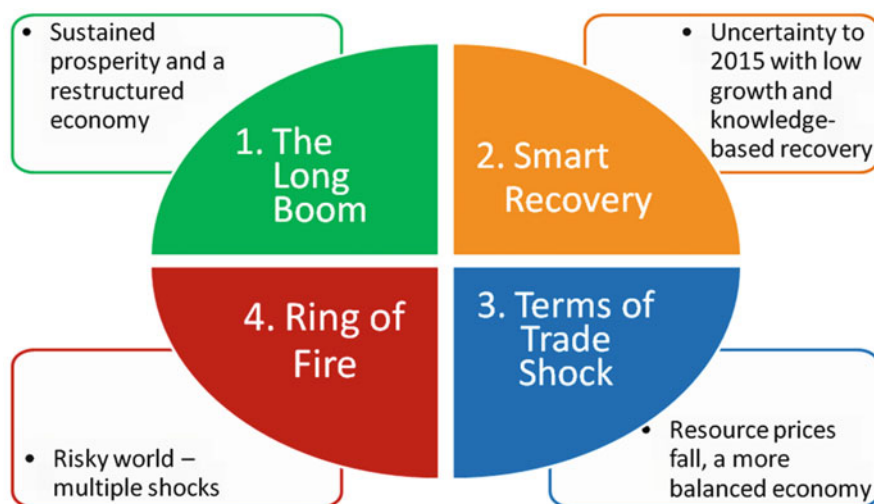 • Sustained
prosperity and a
restructured
economy
1. The
Long
Boom
• Uncertainty to
2015 with low
growth and
knowledge-
based recovery
2. Smart
Recovery
4. Ring of
Fire
• Risky world –
multiple shocks
3. Terms of
Trade
Shock
• Resource prices
fall, a more
balanced economy